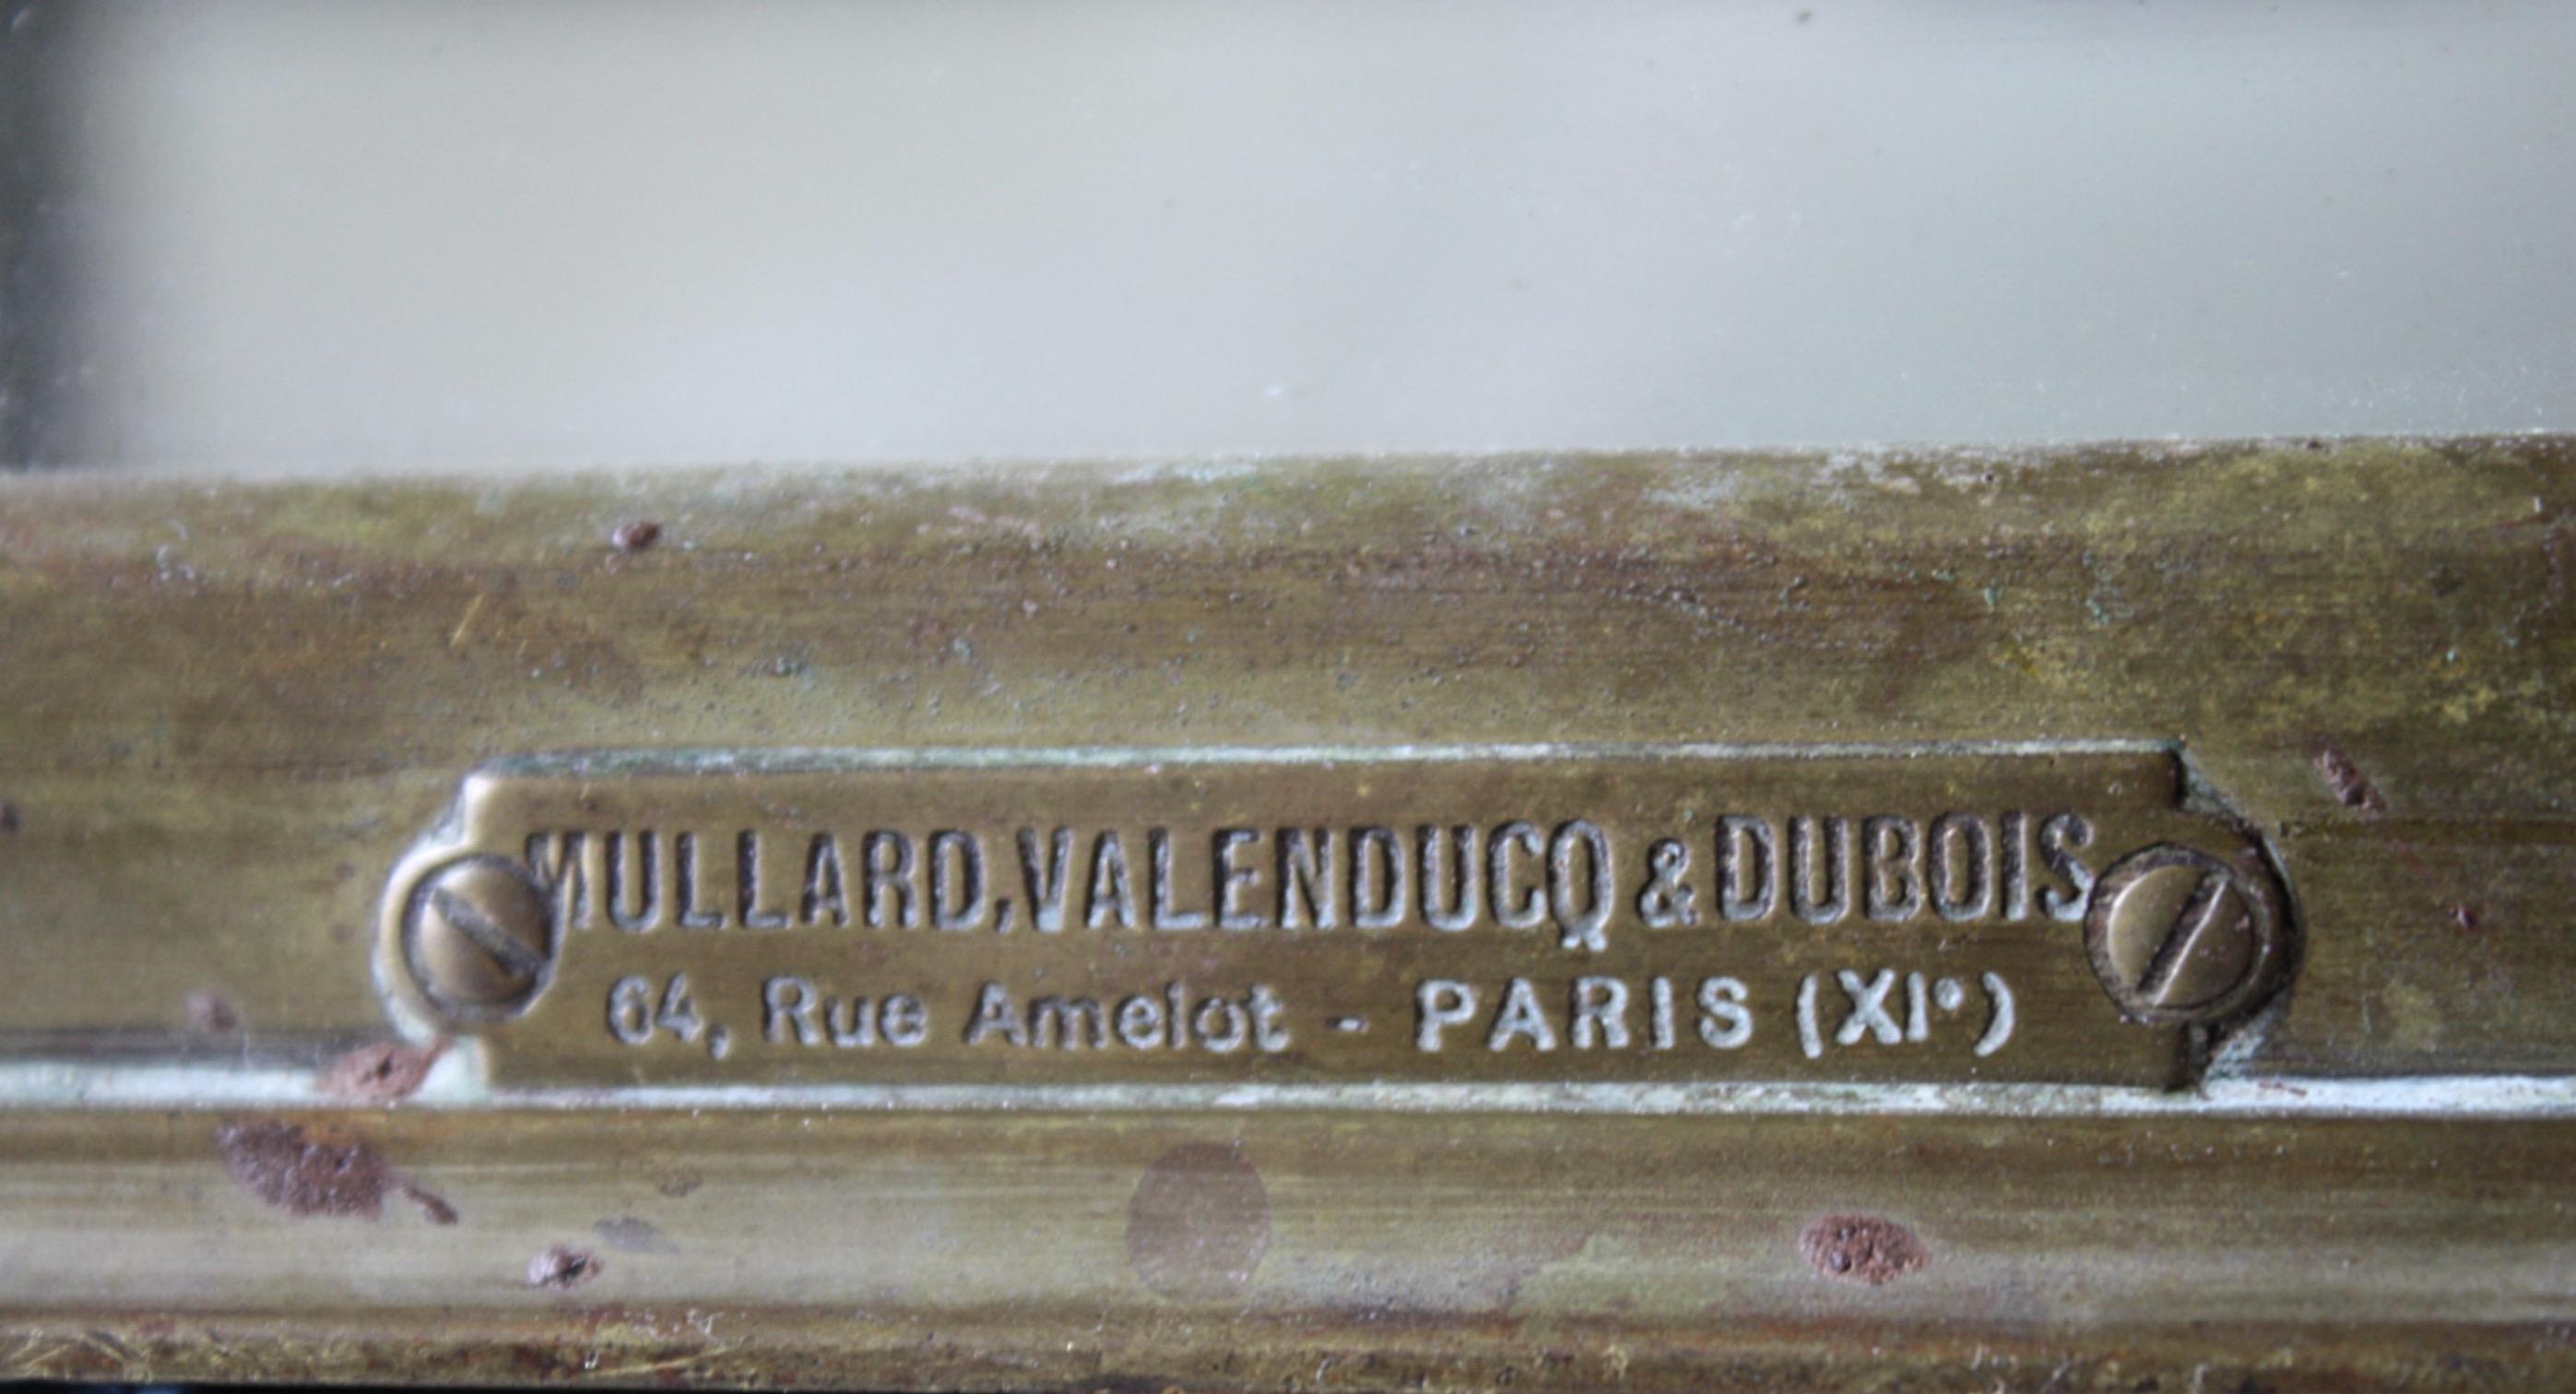 MULLARD, VALENDUCQ & DUBOIS
64, Rue Amelot - PARIS (XI°)